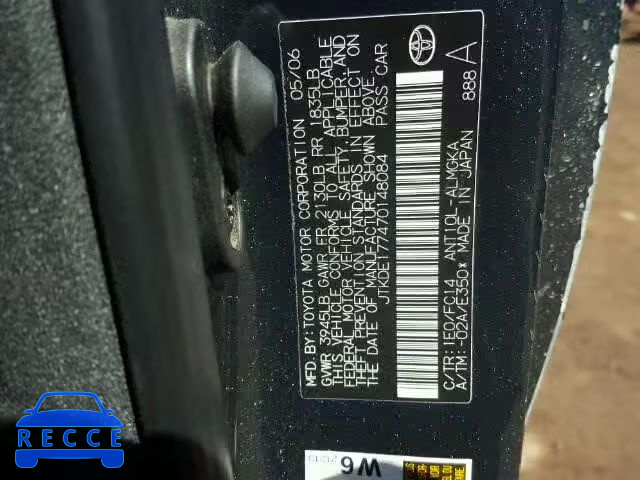 MFD.BY:TOYOTA MOTOR CORPORATION 05/06
GVWR 3945LB GAWR FR 2130LB RR 1835LB
THIS VEHICLE CONFORMS TO ALL APPLICABLE
FEDERAL MOTOR VEHICLE SAFETY, BUMPER, AND
THEFT PREVENTION STANDARDS IN EFFECT ON
THE DATE OF MANUFACTURE SHOWN ABOVE.
JTKDE177470148084 PASS CAR
C/TR: 1E0/FC14 ANT10L-ALMGKA
A/TM: -02A/E350* MADE IN JAPAN
888 A
W6
RECCE